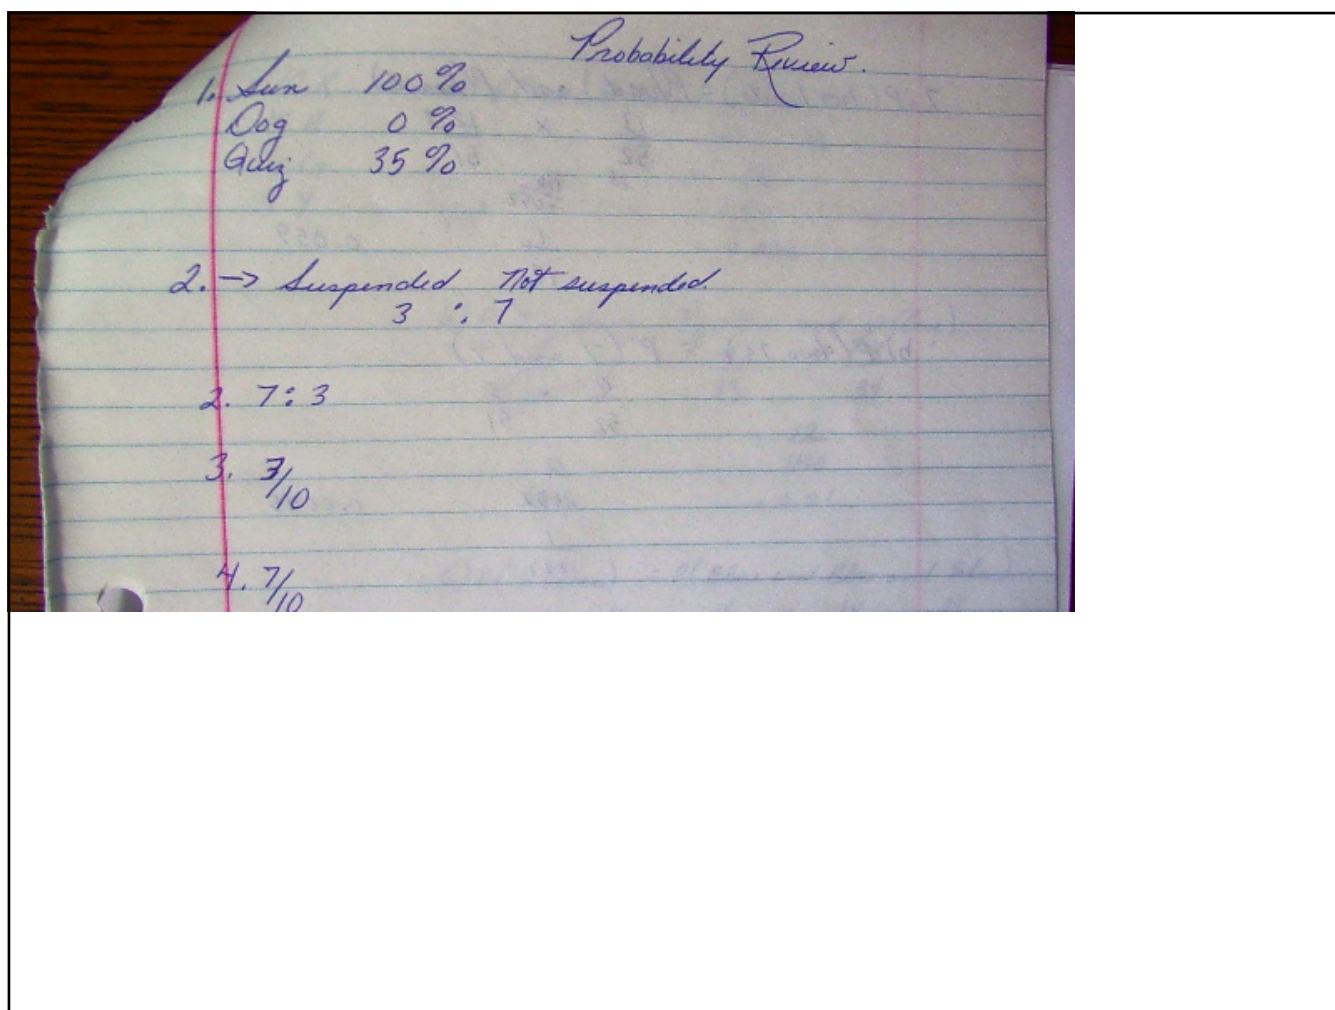 Probability Review.
1. Sun 100%
Dog 0%
Quiz 35%
2. → Suspended Not suspended.
3 : 7
2. 7:3
3. 3/10
4. 7/10